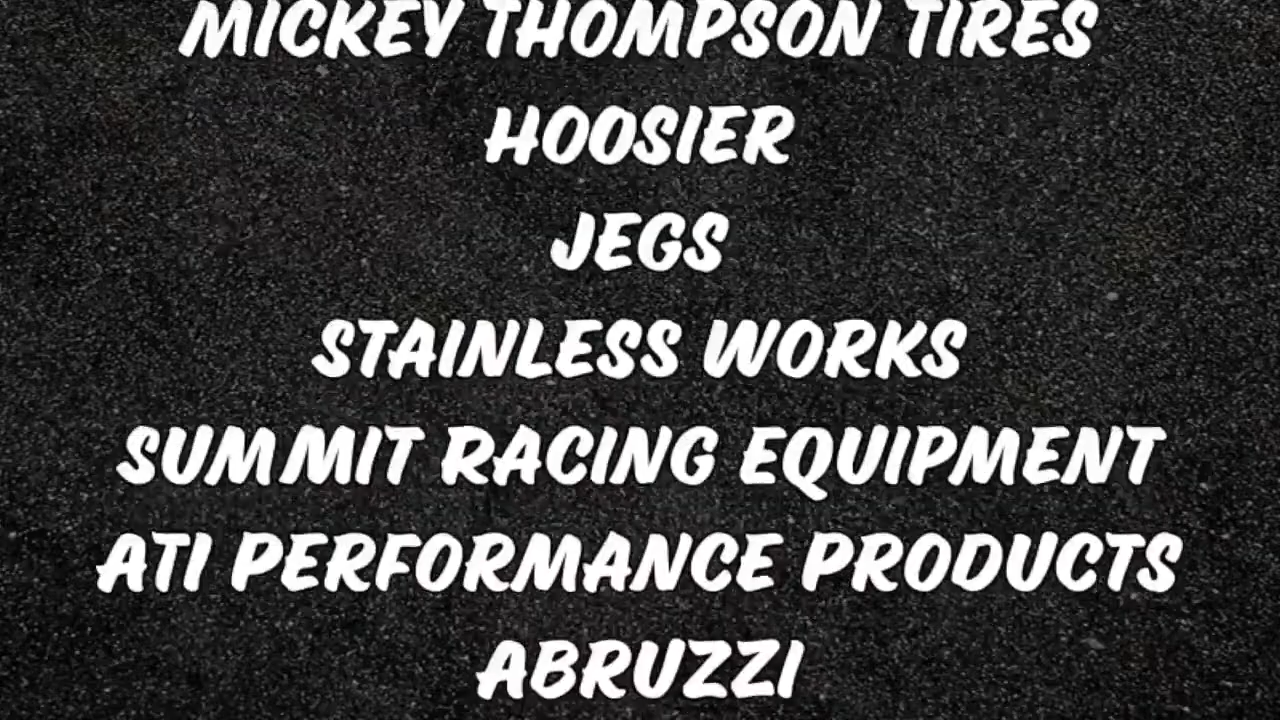 MICKEY THOMPSON TIRES
HOOSIER
JEGS
STAINLESS WORKS
SUMMIT RACING EQUIPMENT
ATI PERFORMANCE PRODUCTS
ABRUZZI